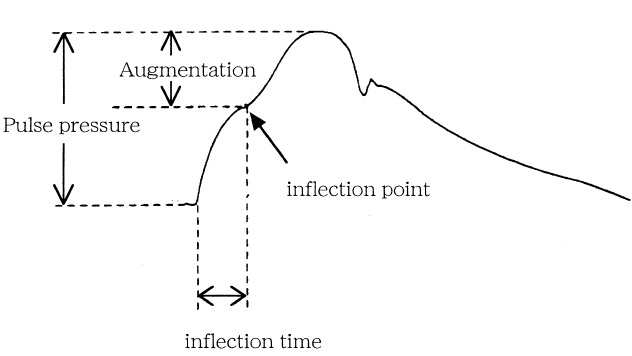 Augmentation
Pulse pressure
inflection point
inflection time